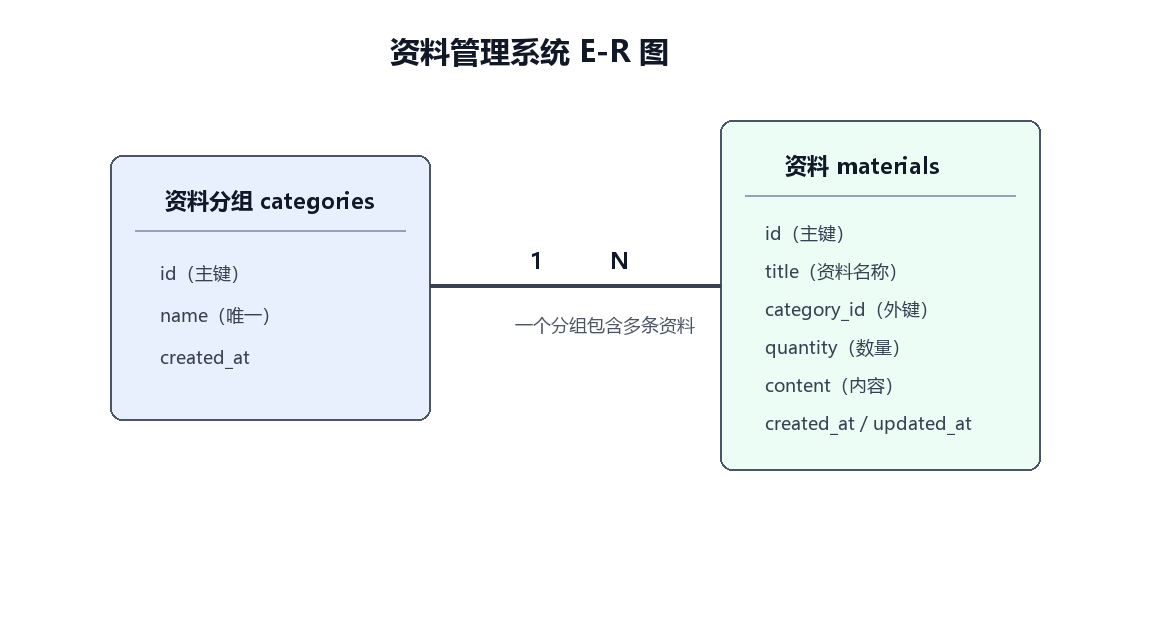 资料管理系统 E-R 图
资料分组 categories
id（主键）
name（唯一）
created_at
1
N
一个分组包含多条资料
资料 materials
id（主键）
title（资料名称）
category_id（外键）
quantity（数量）
content（内容）
created_at / updated_at